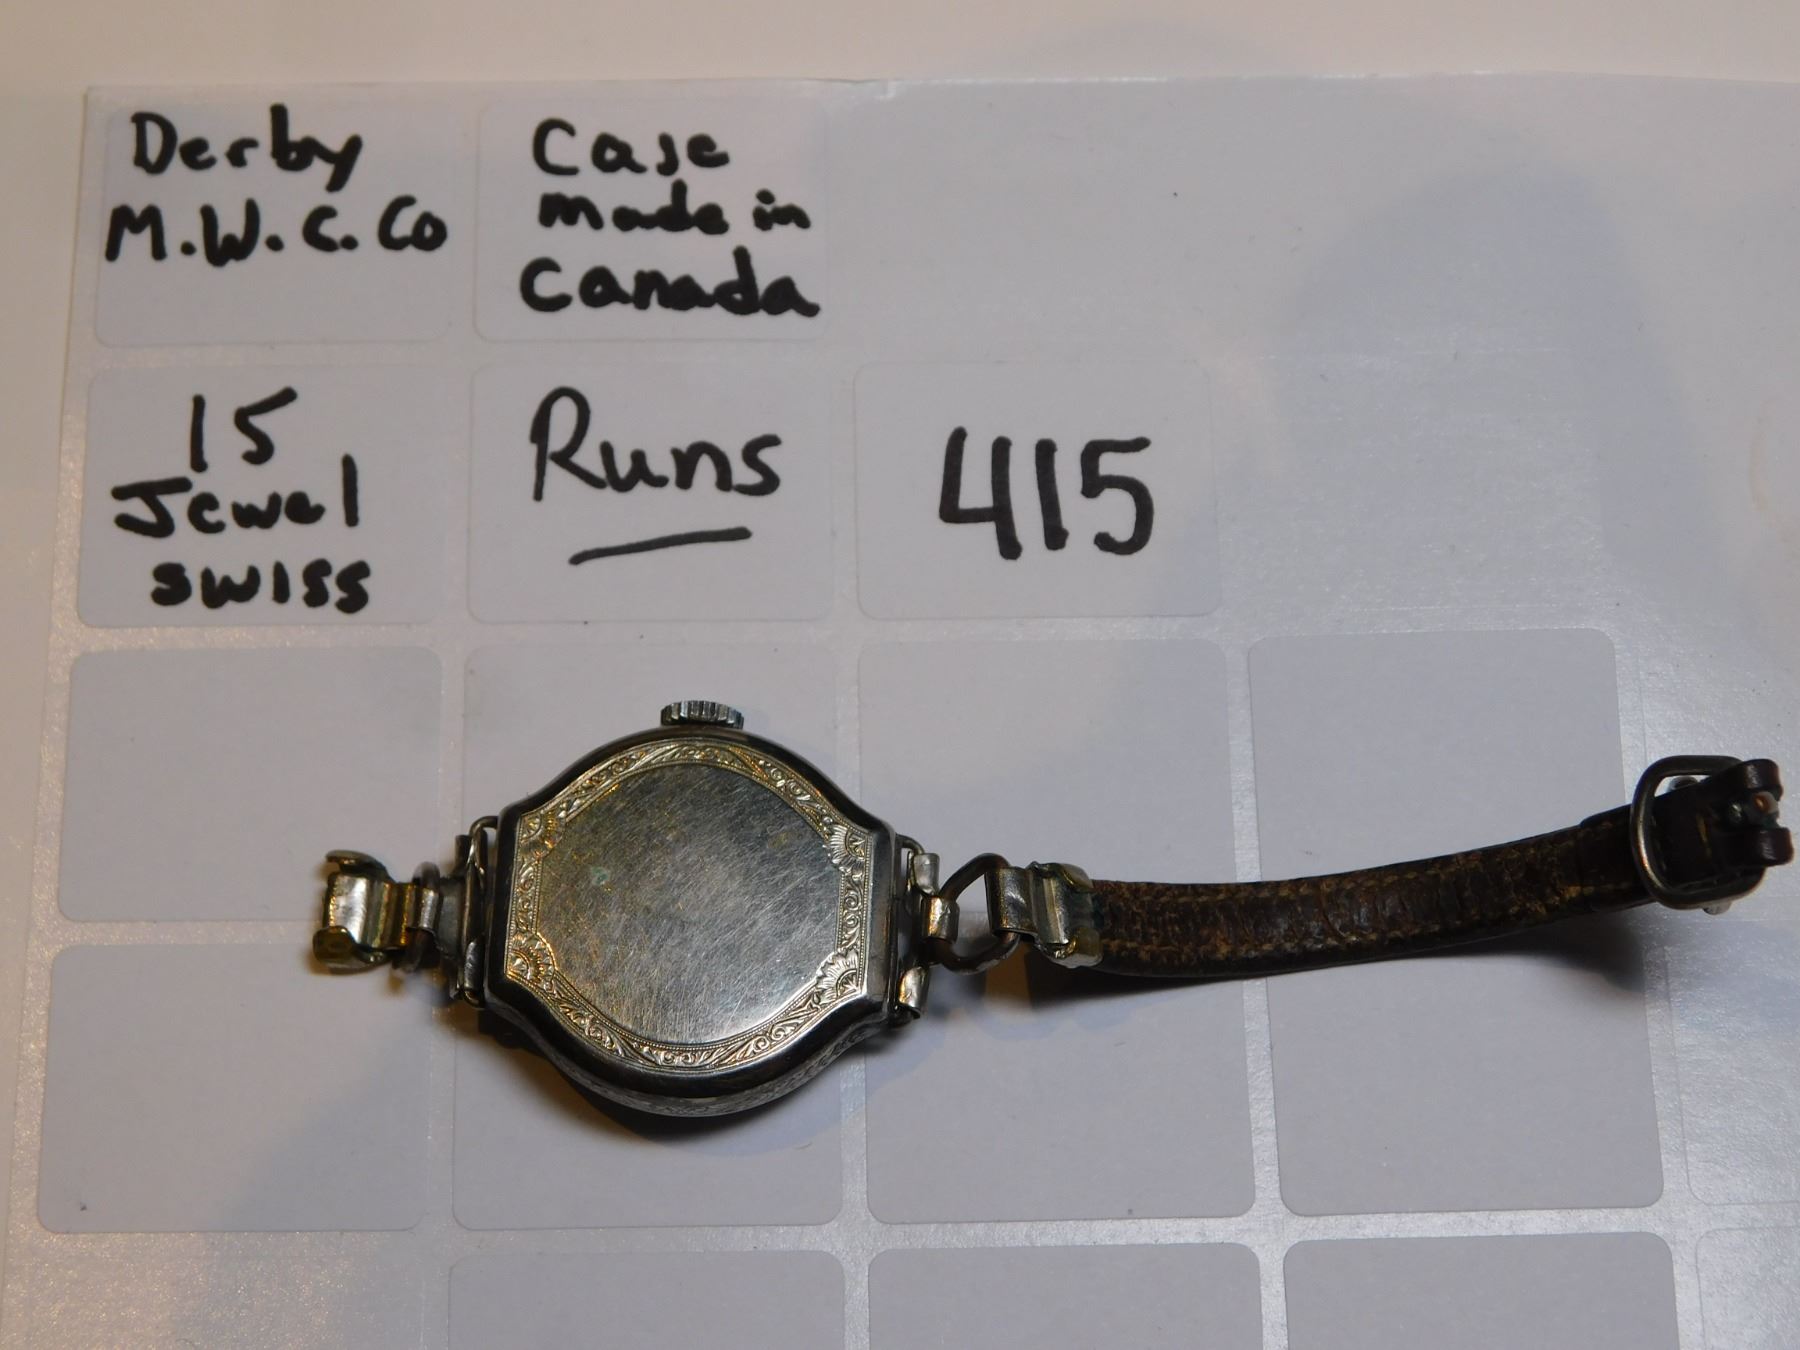 Derby
M.W.C.Co
Case
made in
Canada
15
Jewel
swiss
Runs
415